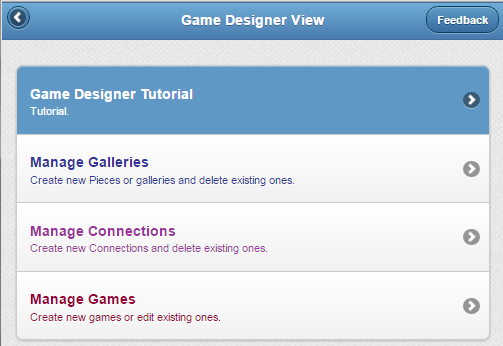 Game Designer View
Feedback
Game Designer Tutorial
Tutorial.
Manage Galleries
Create new Pieces or galleries and delete existing ones.
Manage Connections
Create new Connections and delete existing ones.
Manage Games
Create new games or edit existing ones.